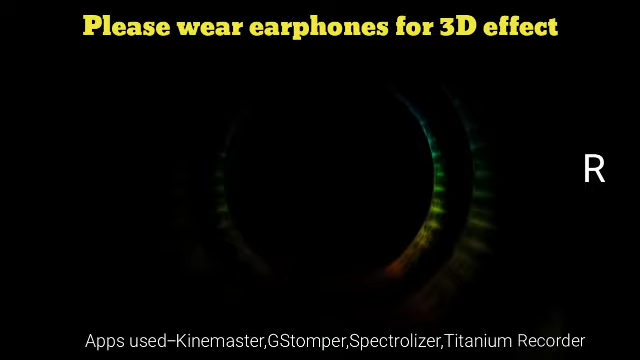 Please wear earphones for 3D effect
R
Apps used-Kinemaster,GStomper,Spectrolizer,Titanium Recorder